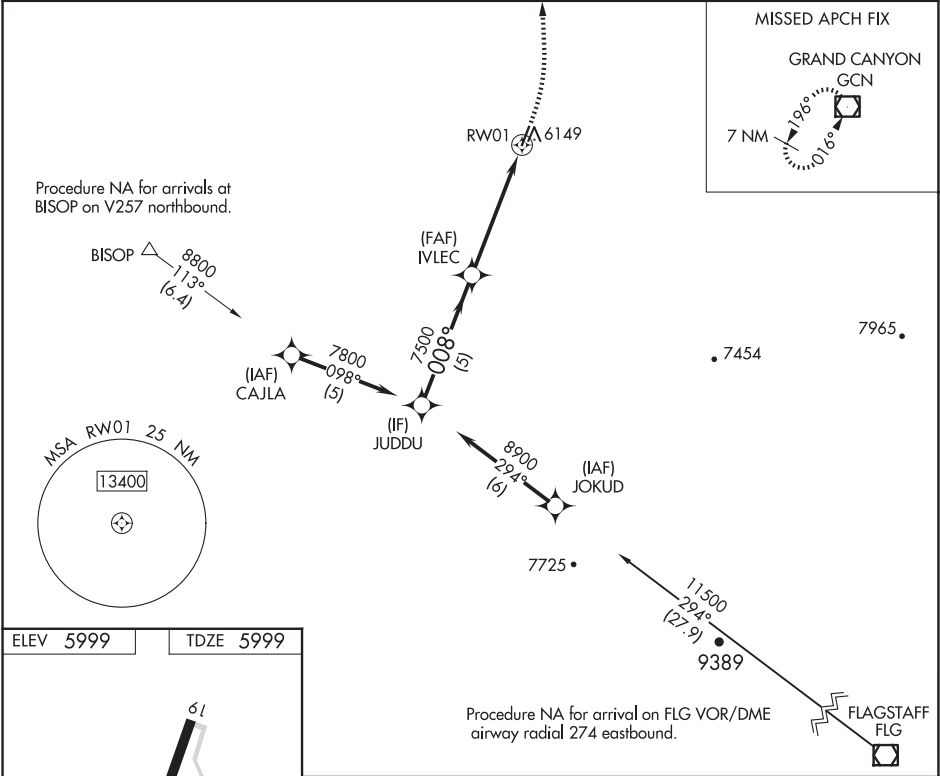 MISSED APCH FIX
GRAND CANYON
GCN
196°
7 NM
016°
RW01
6149
Procedure NA for arrivals at
BISOP on V257 northbound.
BISOP
8800
113°
(6.4)
(FAF)
IVLEC
7500
008°
(5)
7965
7454
7800
098°
(5)
(IAF)
CAJLA
(IF)
JUDDU
MSA RW01 25 NM
13400
8900
294°
(6)
(IAF)
JOKUD
7725
11500
294°
(27.9)
9389
ELEV 5999
TDZE 5999
19
Procedure NA for arrival on FLG VOR/DME
airway radial 274 eastbound.
FLAGSTAFF
FLG